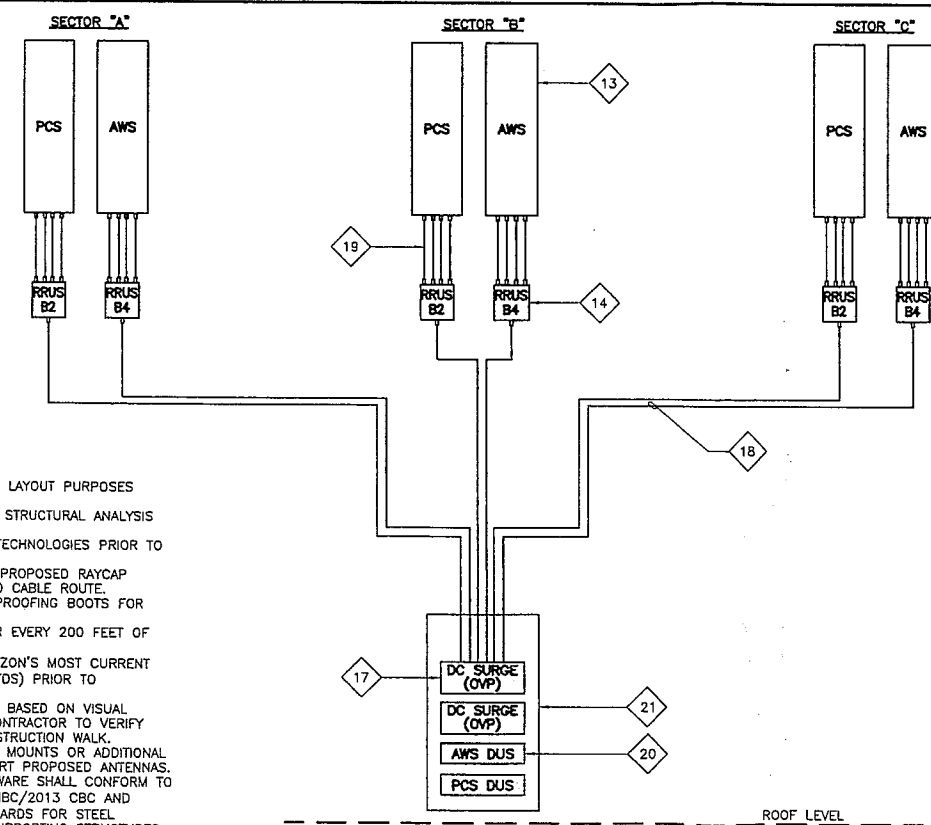 SECTOR "A"
SECTOR "B"
SECTOR "C"
13
PCS
AWS
PCS
AWS
PCS
AWS
19
RRUS
B2
RRUS
B4
RRUS
B2
RRUS
B4
14
RRUS
B2
RRUS
B4
18
LAYOUT PURPOSES
STRUCTURAL ANALYSIS
TECHNOLOGIES PRIOR TO
PROPOSED RAYCAP
CABLE ROUTE.
PROOFING BOOTS FOR
EVERY 200 FEET OF
ZON'S MOST CURRENT
TDS) PRIOR TO
BASED ON VISUAL
NTRACTOR TO VERIFY
STRUCTION WALK.
MOUNTS OR ADDITIONAL
RT PROPOSED ANTENNAS.
WARE SHALL CONFORM TO
IBC/2013 CBC AND
ARDS FOR STEEL
17
DC SURGE
(OVP)
DC SURGE
(OVP)
21
AWS DUS
20
PCS DUS
ROOF LEVEL